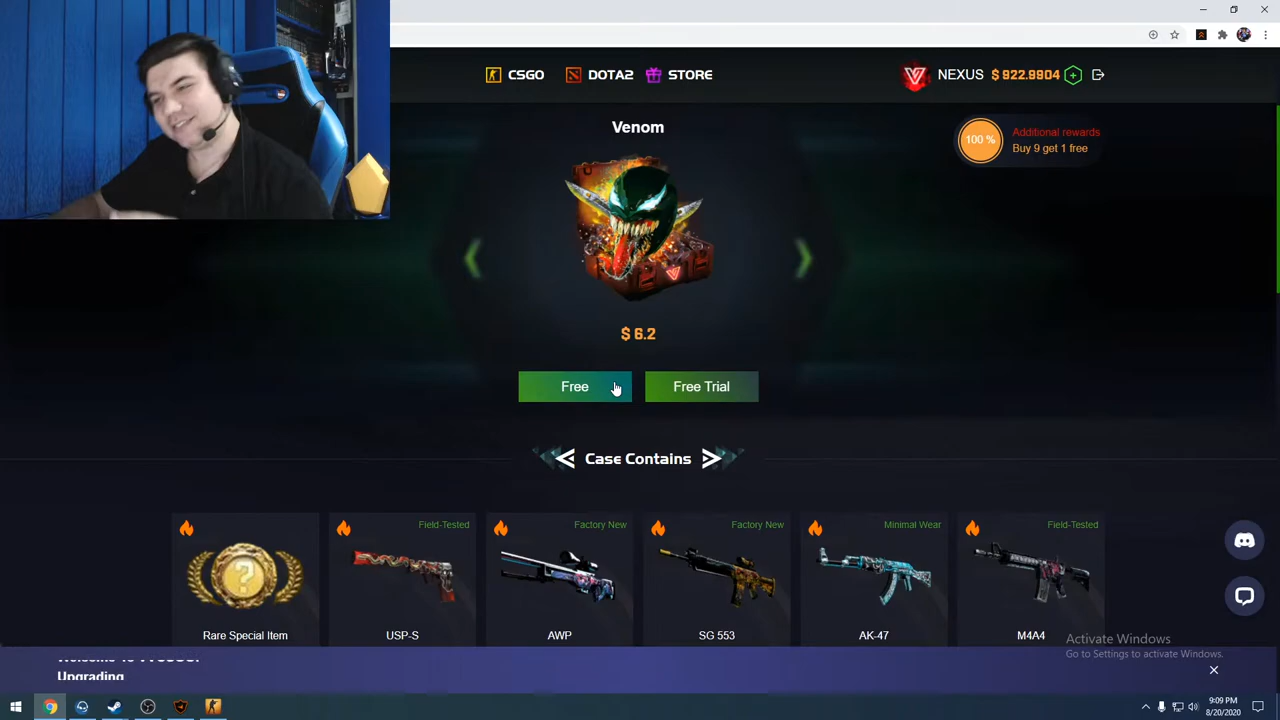 CSGO
DOTA2
STORE
NEXUS
$ 922.9904
Venom
100 %
Additional rewards
Buy 9 get 1 free
$ 6.2
Free
Free Trial
Case Contains
Field-Tested
Factory New
Factory New
Minimal Wear
Field-Tested
Rare Special Item
USP-S
AWP
SG 553
AK-47
M4A4
Activate Windows
Go to Settings to activate Windows.
Upgrading
9:09 PM
8/20/2020